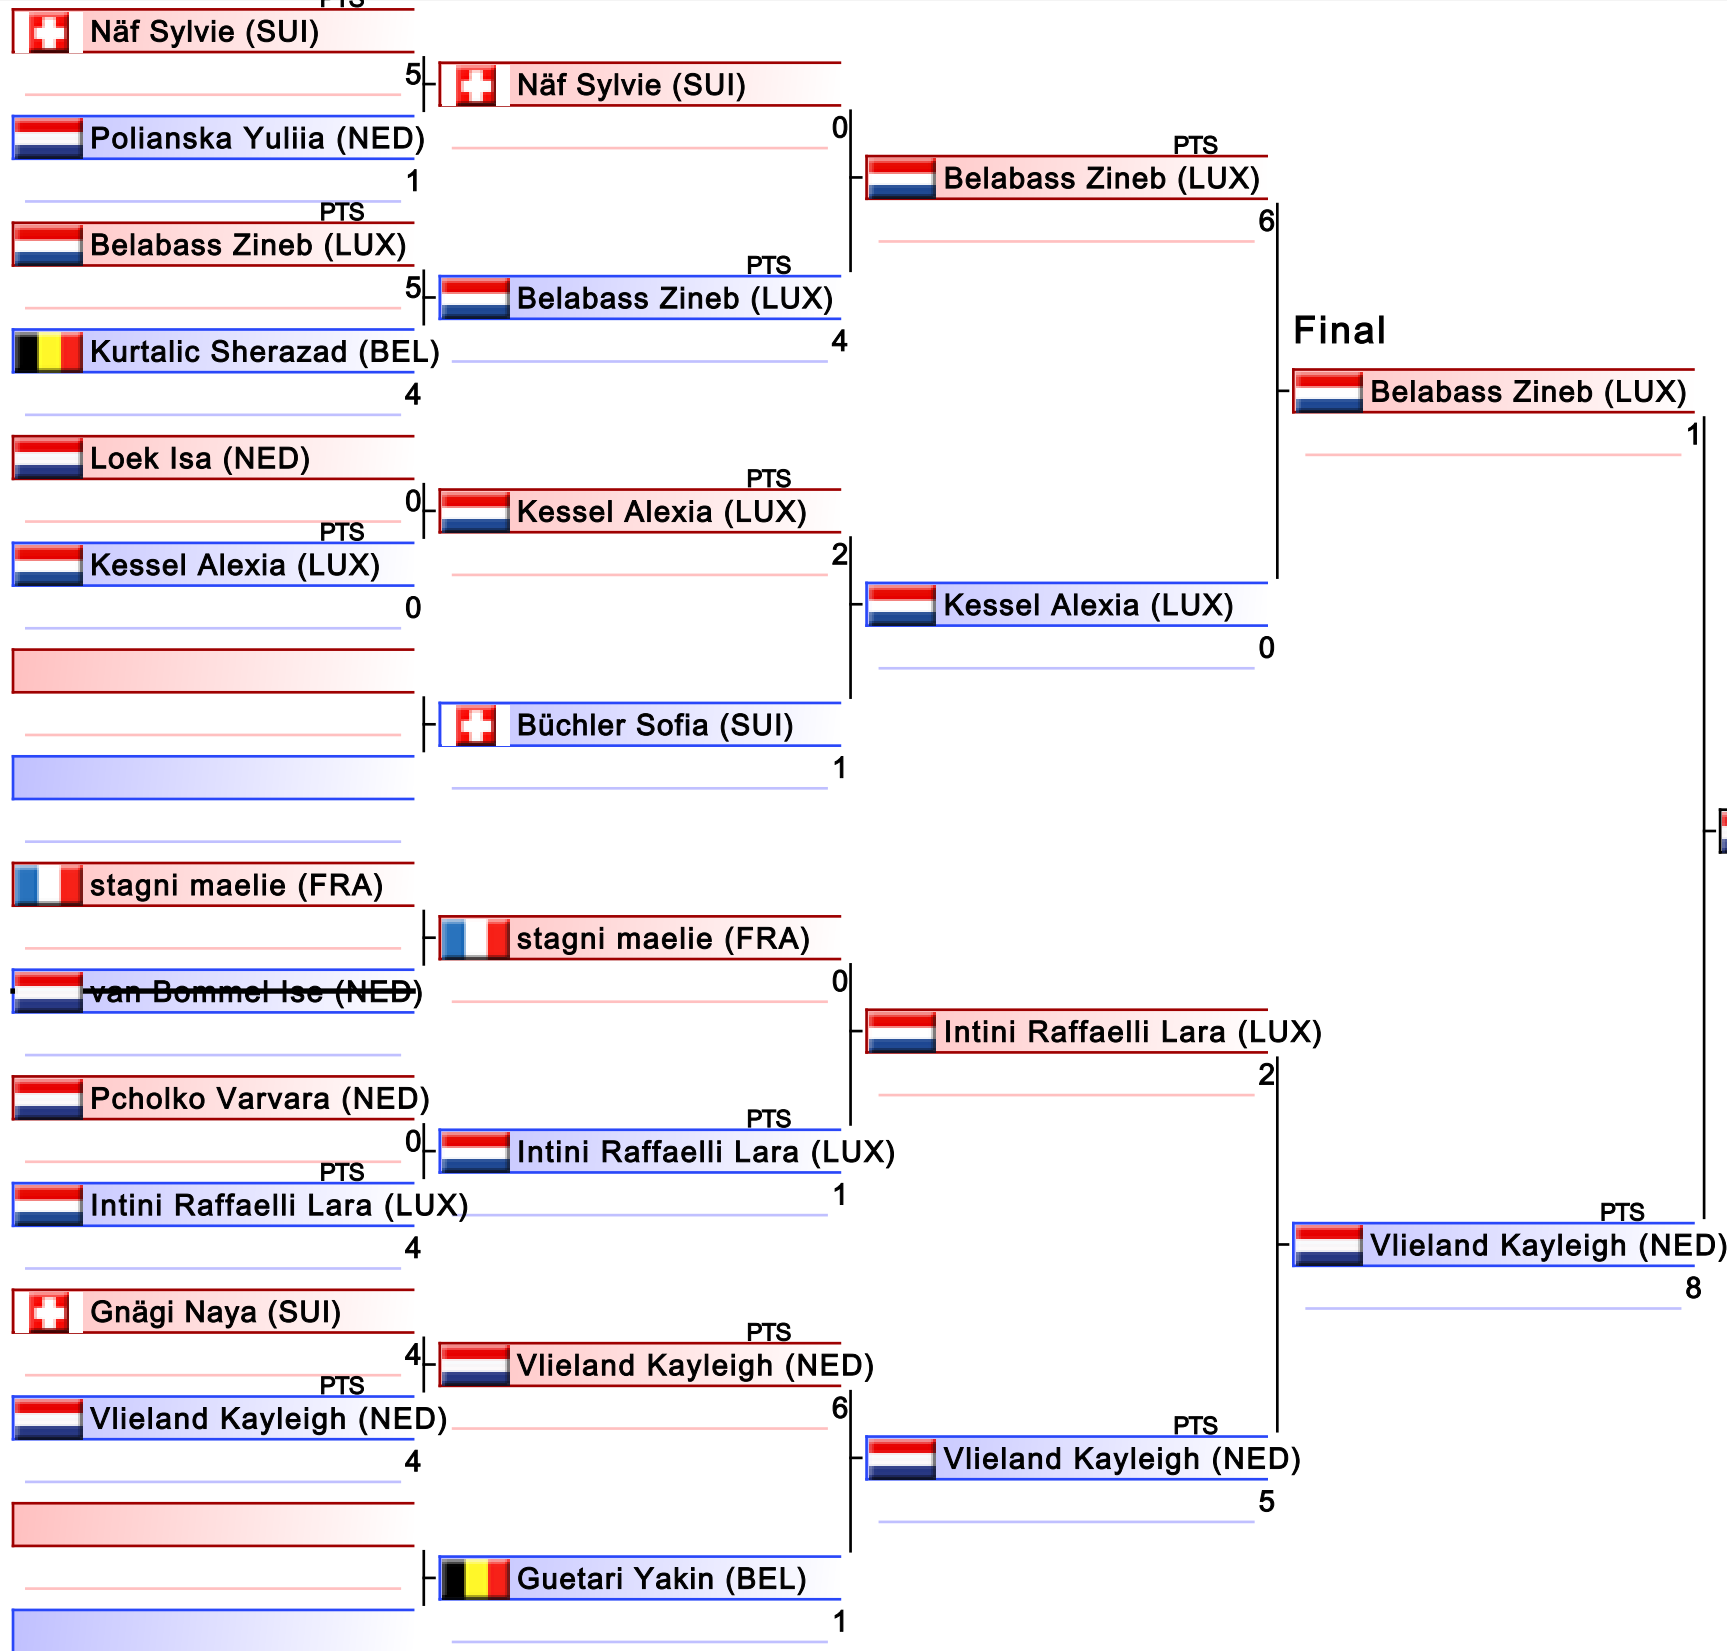 PTS
Näf Sylvie (SUI)
5
Polianska Yuliia (NED)
1
PTS
Belabass Zineb (LUX)
5
Kurtalic Sherazad (BEL)
4
Loek Isa (NED)
0
PTS
Kessel Alexia (LUX)
0
stagni maelie (FRA)
van Bommel Ise (NED)
Pcholko Varvara (NED)
0
PTS
Intini Raffaelli Lara (LUX)
4
Gnägi Naya (SUI)
4
PTS
Vlieland Kayleigh (NED)
4
Näf Sylvie (SUI)
0
PTS
Belabass Zineb (LUX)
4
PTS
Kessel Alexia (LUX)
2
Büchler Sofia (SUI)
1
stagni maelie (FRA)
0
PTS
Intini Raffaelli Lara (LUX)
1
PTS
Vlieland Kayleigh (NED)
6
Guetari Yakin (BEL)
1
PTS
Belabass Zineb (LUX)
6
Kessel Alexia (LUX)
0
Intini Raffaelli Lara (LUX)
2
PTS
Vlieland Kayleigh (NED)
5
Final
Belabass Zineb (LUX)
1
PTS
Vlieland Kayleigh (NED)
8